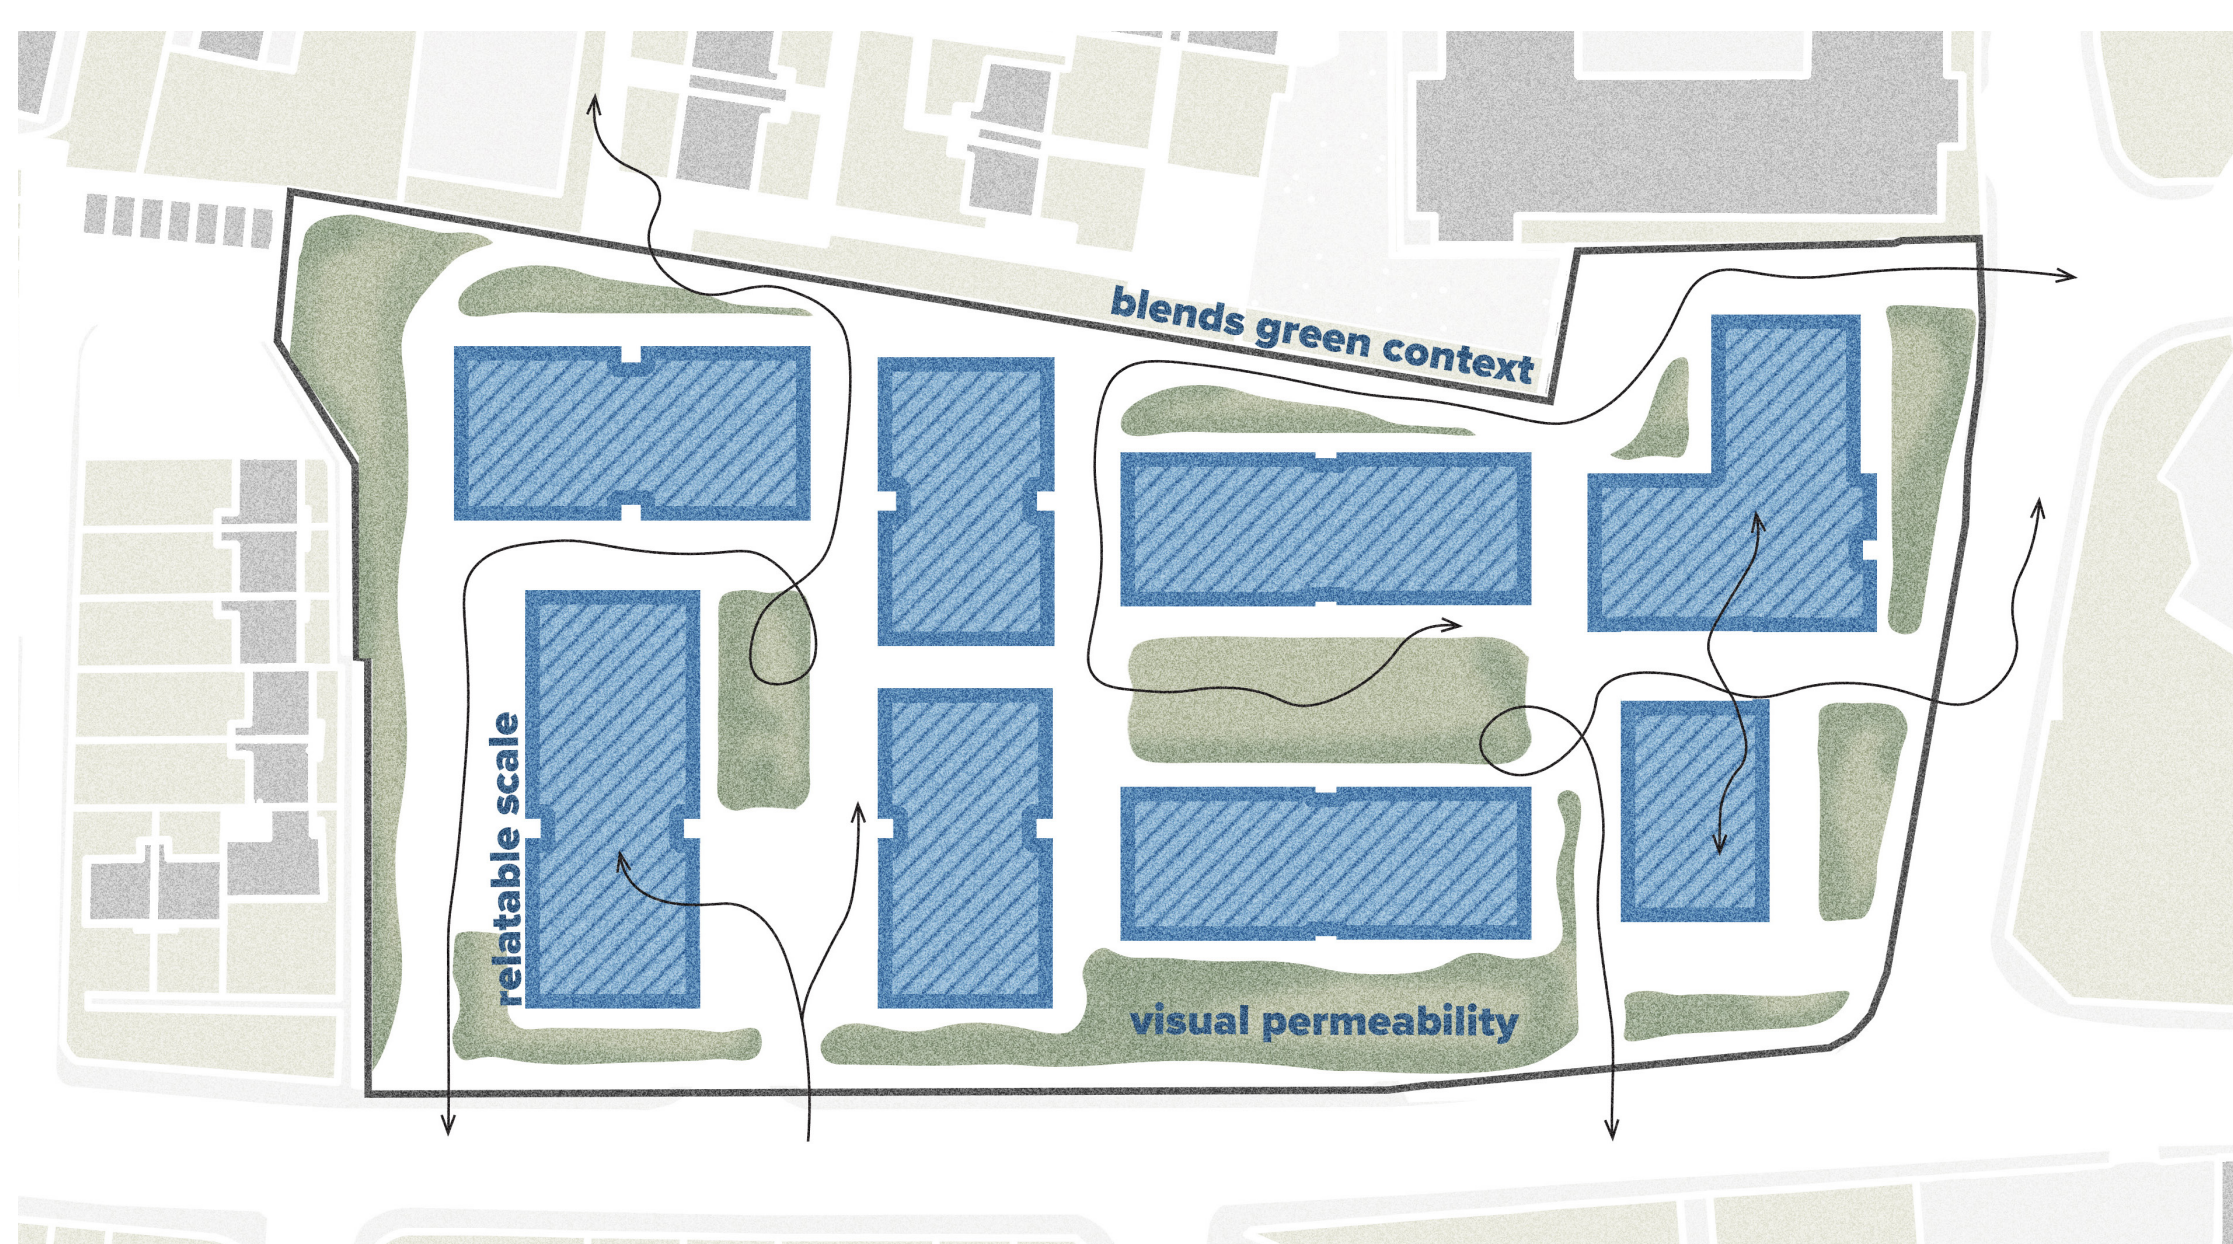 blends green context
relatable scale
visual permeability